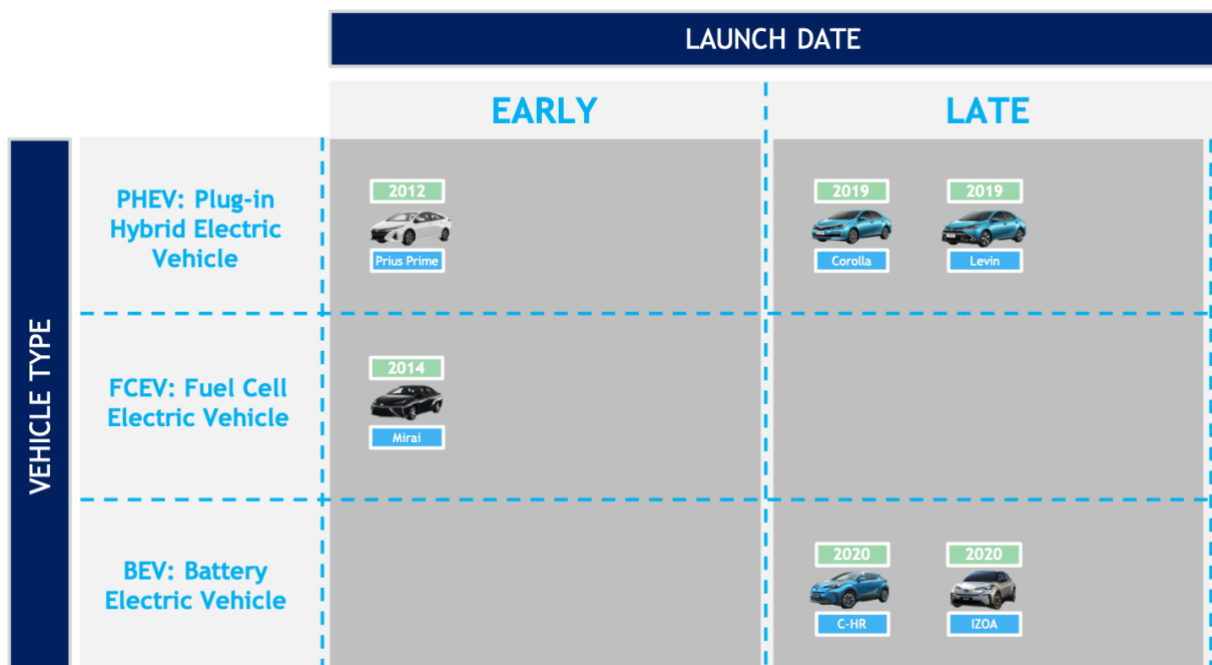 LAUNCH DATE
EARLY
LATE
VEHICLE TYPE
PHEV: Plug-in
Hybrid Electric
Vehicle
2012
Prius Prime
2019
Corolla
2019
Levin
FCEV: Fuel Cell
Electric Vehicle
2014
Mirai
BEV: Battery
Electric Vehicle
2020
C-HR
2020
IZOA